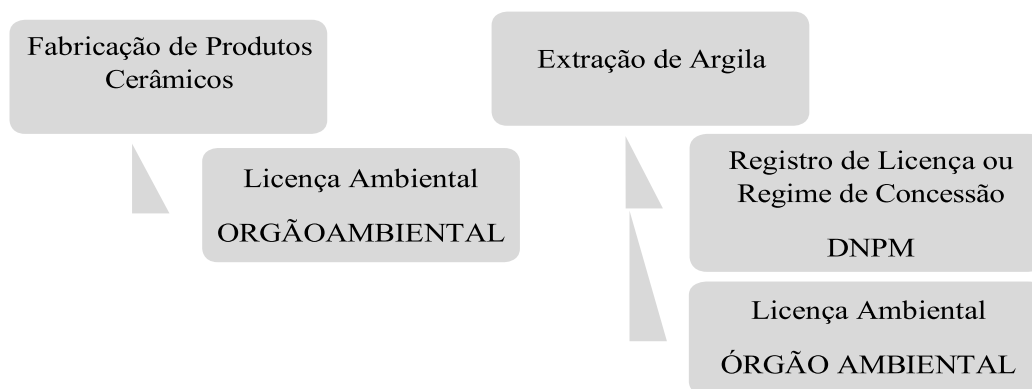 Fabricação de Produtos
Cerâmicos
Licença Ambiental
ORGÃOAMBIENTAL
Extração de Argila
Registro de Licença ou
Regime de Concessão
DNPM
Licença Ambiental
ÓRGÃO AMBIENTAL